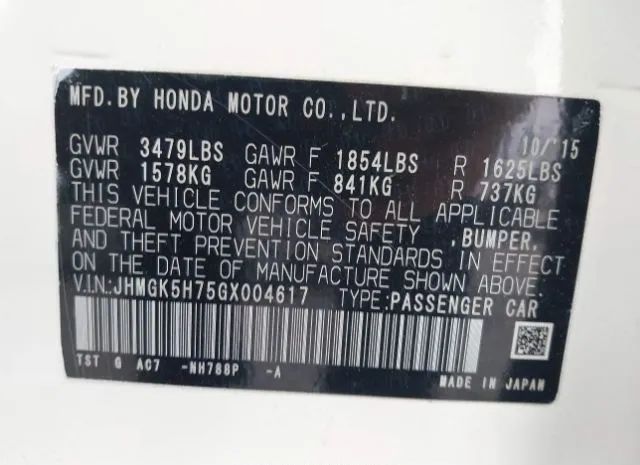 MFD.BY HONDA MOTOR CO.,LTD.
10/'15
GVWR 3479LBS GAWR F 1854LBS R 1625LBS
GVWR 1578KG GAWR F 841KG R 737KG
THIS VEHICLE CONFORMS TO ALL APPLICABLE
FEDERAL MOTOR VEHICLE SAFETY ,BUMPER,
AND THEFT PREVENTION STANDARDS IN EFFECT
ON THE DATE OF MANUFACTURE SHOWN ABOVE.
V.I.N:JHMGK5H75GX004617 TYPE:PASSENGER CAR
TST G AC7 -NH788P -A
MADE IN JAPAN